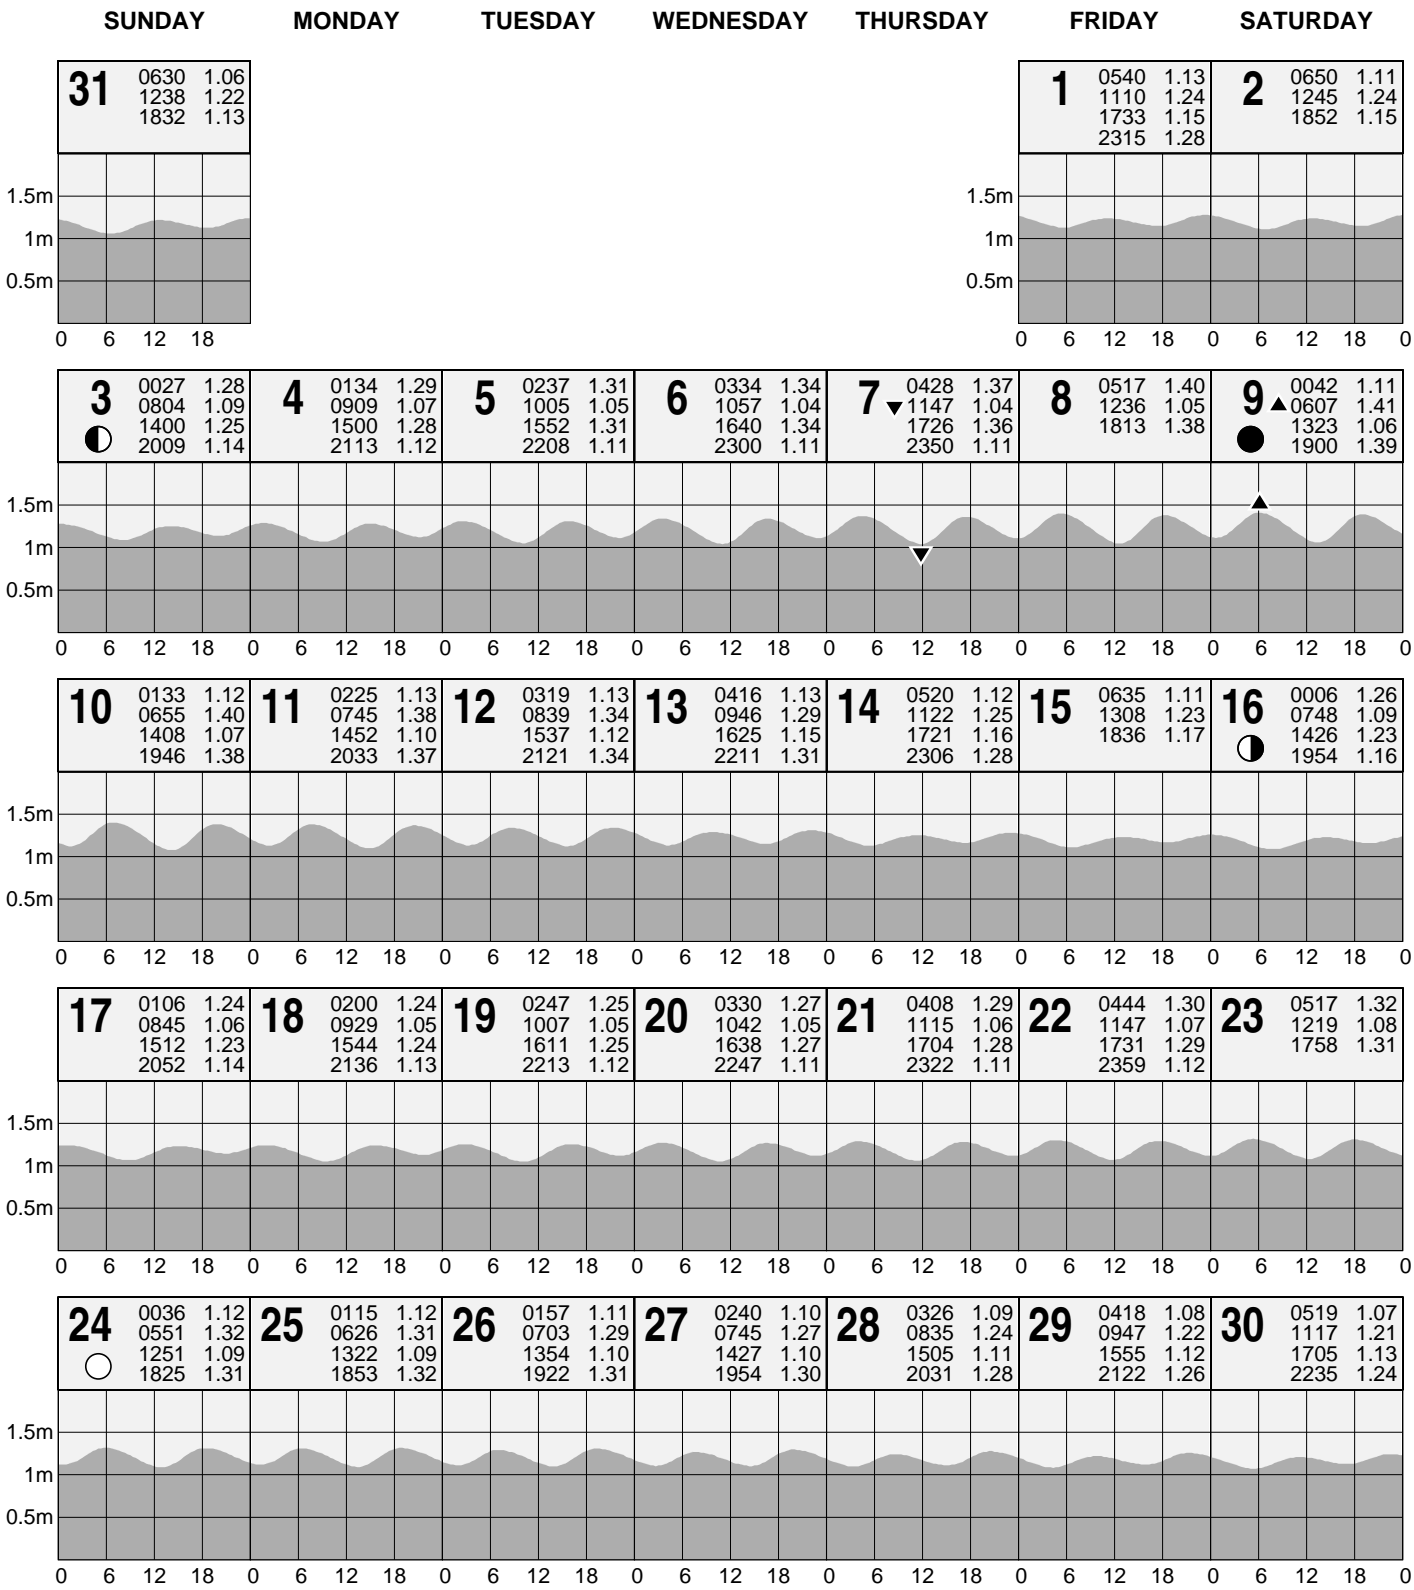 SUNDAY MONDAY TUESDAY WEDNESDAY THURSDAY FRIDAY SATURDAY
31 0630 1.06
1238 1.22
1832 1.13
1 0540 1.13
1110 1.24
1733 1.15
2315 1.28
2 0650 1.11
1245 1.24
1852 1.15
1.5m
1m
0.5m
0 6 12 18
1.5m
1m
0.5m
0 6 12 18 0 6 12 18 0
3 0027 1.28
0804 1.09
1400 1.25
2009 1.14
4 0134 1.29
0909 1.07
1500 1.28
2113 1.12
5 0237 1.31
1005 1.05
1552 1.31
2208 1.11
6 0334 1.34
1057 1.04
1640 1.34
2300 1.11
7 0428 1.37
1147 1.04
1726 1.36
2350 1.11
8 0517 1.40
1236 1.05
1813 1.38
9 0042 1.11
0607 1.41
1323 1.06
1900 1.39
1.5m
1m
0.5m
0 6 12 18 0 6 12 18 0 6 12 18 0 6 12 18 0 6 12 18 0 6 12 18 0 6 12 18 0
10 0133 1.12
0655 1.40
1408 1.07
1946 1.38
11 0225 1.13
0745 1.38
1452 1.10
2033 1.37
12 0319 1.13
0839 1.34
1537 1.12
2121 1.34
13 0416 1.13
0946 1.29
1625 1.15
2211 1.31
14 0520 1.12
1122 1.25
1721 1.16
2306 1.28
15 0635 1.11
1308 1.23
1836 1.17
16 0006 1.26
0748 1.09
1426 1.23
1954 1.16
1.5m
1m
0.5m
0 6 12 18 0 6 12 18 0 6 12 18 0 6 12 18 0 6 12 18 0 6 12 18 0 6 12 18 0
17 0106 1.24
0845 1.06
1512 1.23
2052 1.14
18 0200 1.24
0929 1.05
1544 1.24
2136 1.13
19 0247 1.25
1007 1.05
1611 1.25
2213 1.12
20 0330 1.27
1042 1.05
1638 1.27
2247 1.11
21 0408 1.29
1115 1.06
1704 1.28
2322 1.11
22 0444 1.30
1147 1.07
1731 1.29
2359 1.12
23 0517 1.32
1219 1.08
1758 1.31
1.5m
1m
0.5m
0 6 12 18 0 6 12 18 0 6 12 18 0 6 12 18 0 6 12 18 0 6 12 18 0 6 12 18 0
24 0036 1.12
0551 1.32
1251 1.09
1825 1.31
25 0115 1.12
0626 1.31
1322 1.09
1853 1.32
26 0157 1.11
0703 1.29
1354 1.10
1922 1.31
27 0240 1.10
0745 1.27
1427 1.10
1954 1.30
28 0326 1.09
0835 1.24
1505 1.11
2031 1.28
29 0418 1.08
0947 1.22
1555 1.12
2122 1.26
30 0519 1.07
1117 1.21
1705 1.13
2235 1.24
1.5m
1m
0.5m
0 6 12 18 0 6 12 18 0 6 12 18 0 6 12 18 0 6 12 18 0 6 12 18 0 6 12 18 0